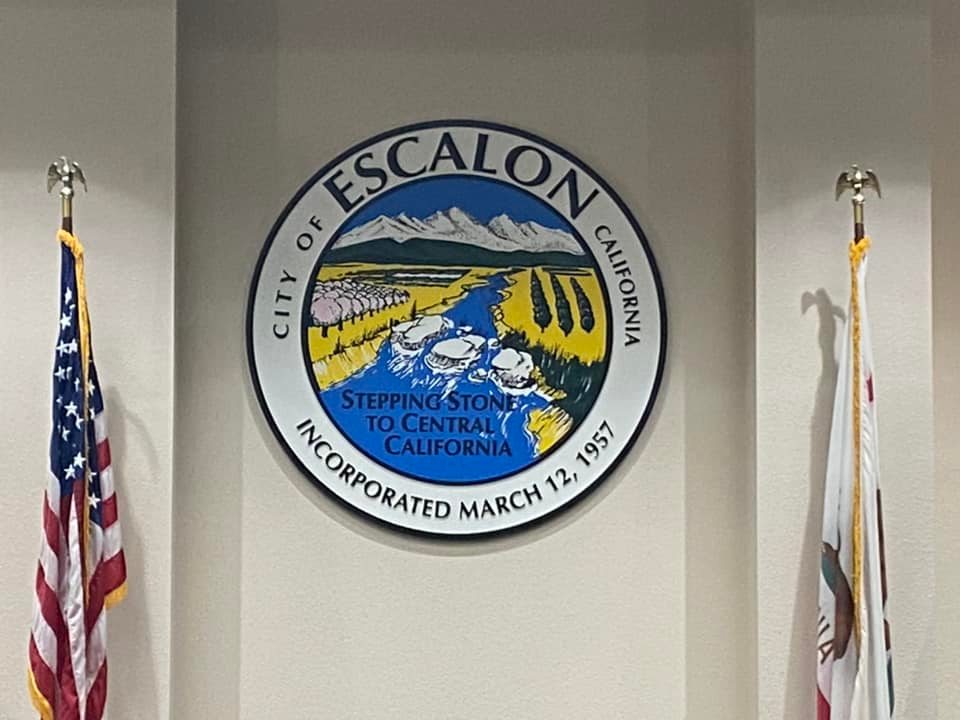 CITY OF
ESCALON
CALIFORNIA
STEPPING STONE
TO CENTRAL
CALIFORNIA
INCORPORATED MARCH 12, 1957